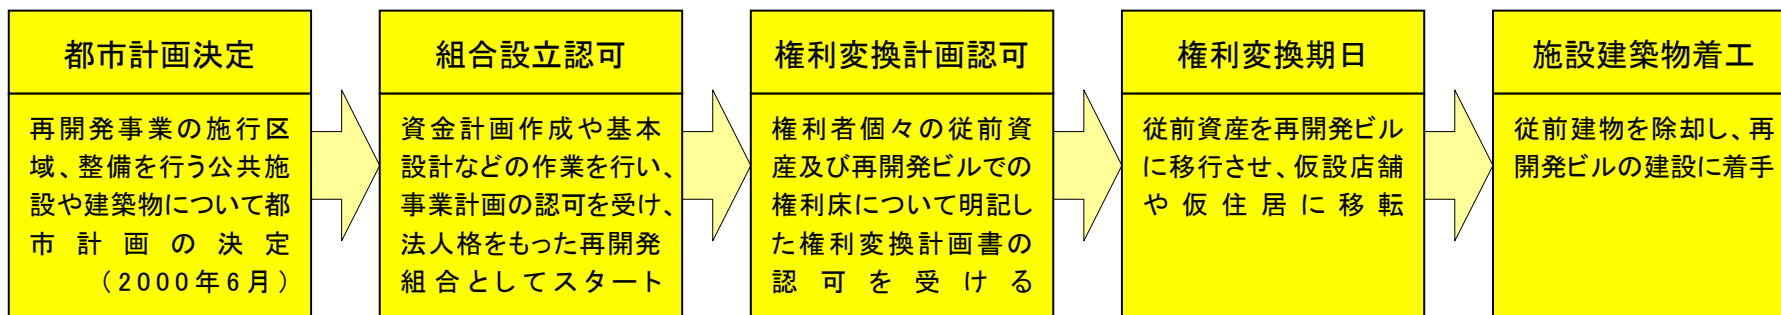 都市計画決定
再開発事業の施行区
域、整備を行う公共施
設や建築物について都
市計画の決定
（2000年6月）
組合設立認可
資金計画作成や基本
設計などの作業を行い、
事業計画の認可を受け、
法人格をもった再開発
組合としてスタート
権利変換計画認可
権利者個々の従前資
産及び再開発ビルでの
権利床について明記し
た権利変換計画書の
認可を受ける
権利変換期日
従前資産を再開発ビル
に移行させ、仮設店舗
や仮住居に移転
施設建築物着工
従前建物を除却し、再
開発ビルの建設に着手